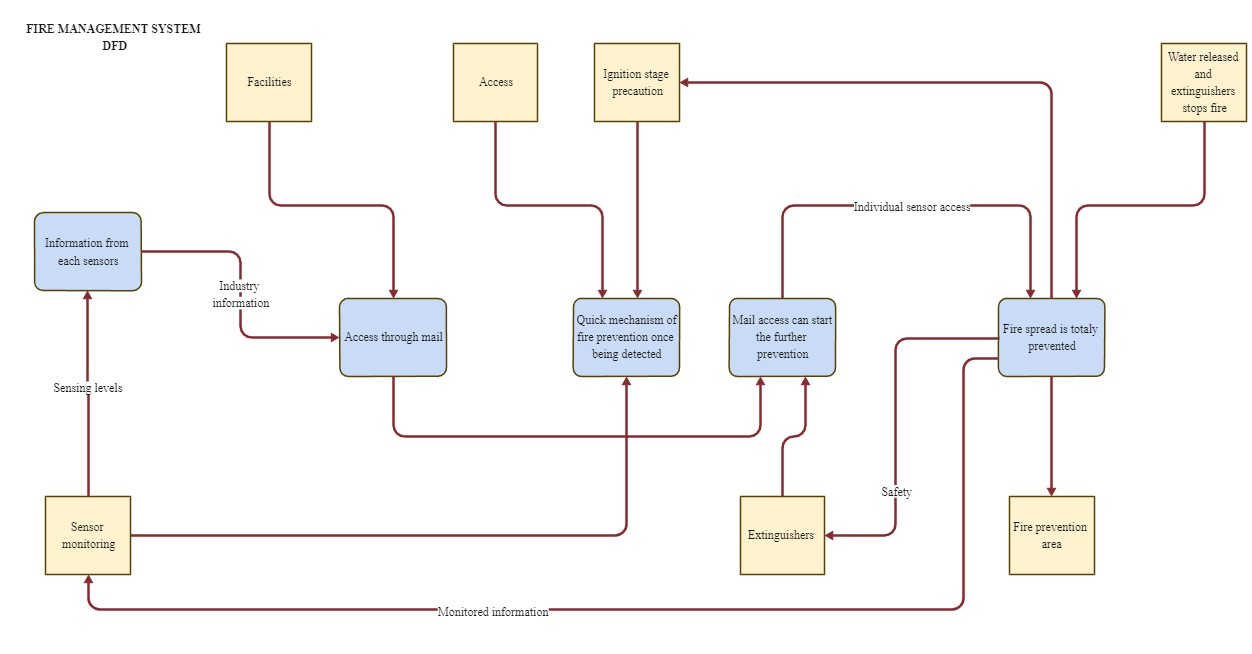 FIRE MANAGEMENT SYSTEM
DFD
Facilities
Access
Ignition stage
precaution
Water released
and
extinguishers
stops fire
Individual sensor access
Information from
each sensors
Industry
information
Access through mail
Quick mechanism of
fire prevention once
being detected
Mail access can start
the further
prevention
Fire spread is totaly
prevented
Sensing levels
Safety
Sensor
monitoring
Extinguishers
Fire prevention
area
Monitored information